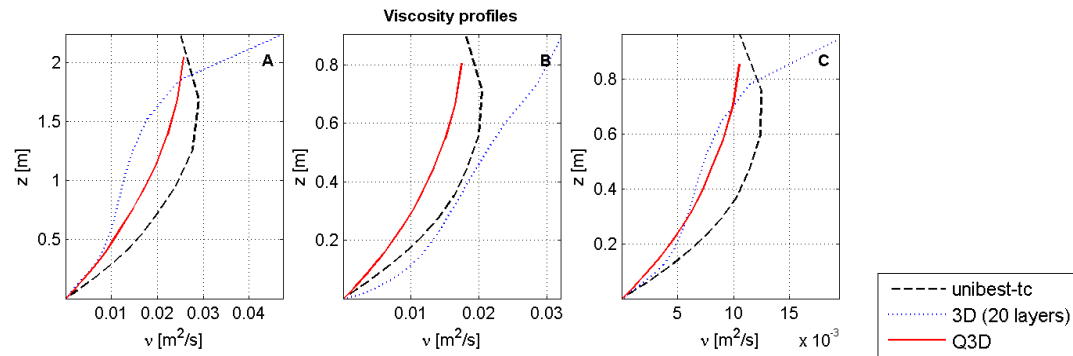 Viscosity profiles
A
2
1.5
1
0.5
z [m]
0.01
0.02
0.03
0.04
ν [m²/s]
B
0.8
0.6
0.4
0.2
z [m]
0.01
0.02
0.03
ν [m²/s]
C
0.8
0.6
0.4
0.2
z [m]
5
10
15
x 10⁻³
ν [m²/s]
unibest-tc
3D (20 layers)
Q3D